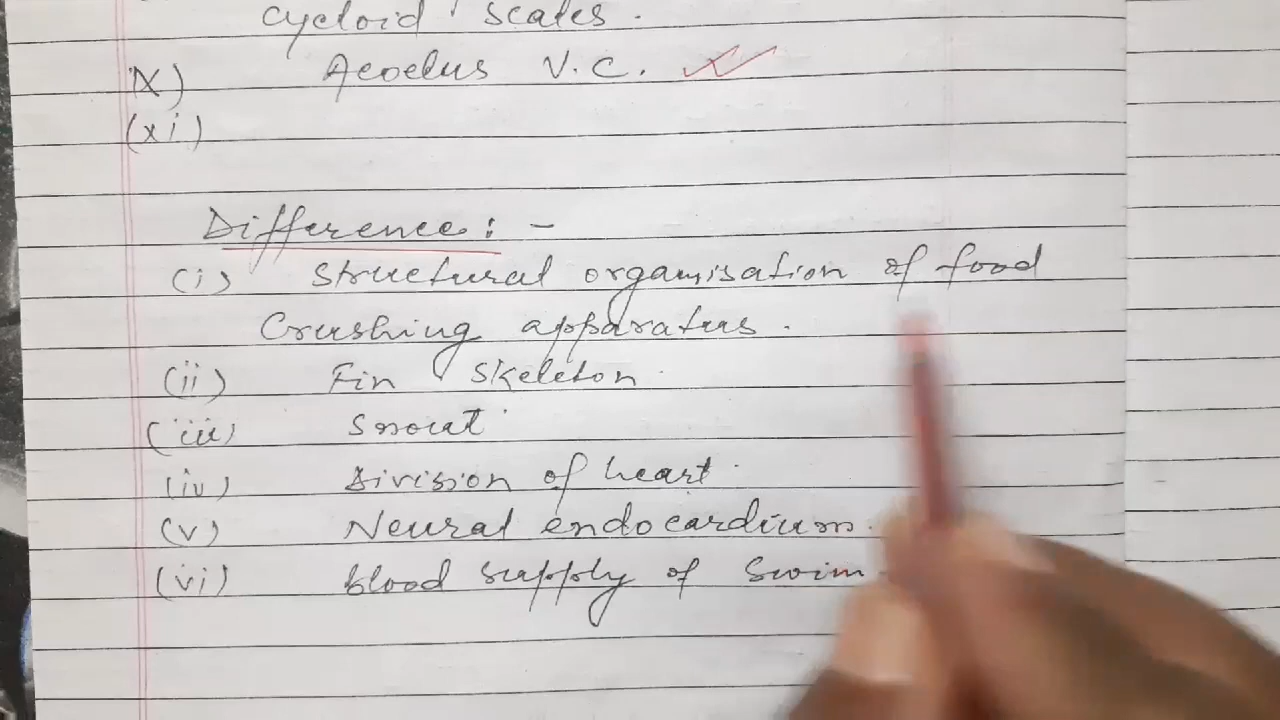 cycloid scales.
X) Acoelus V.C.
(xi)
Difference: -
(i) Structural organisation of food
Crushing apparatus.
(ii) Fin Skeleton.
(iii) Snout.
(iv) Division of heart.
(v) Neural endocardium.
(vi) blood supply of Swim